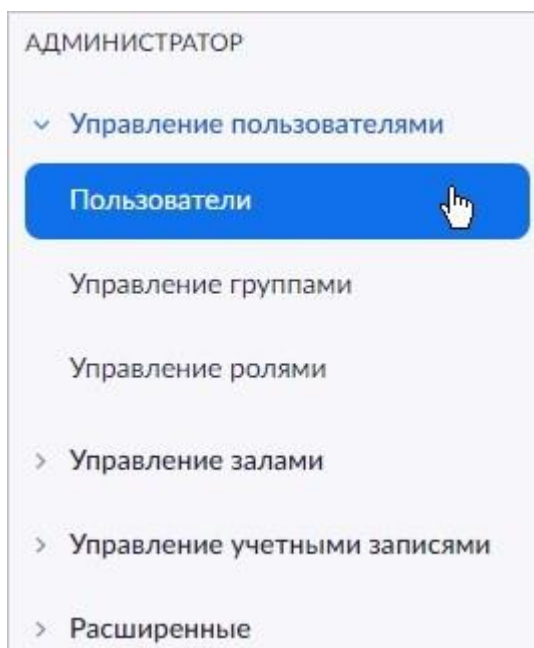 АДМИНИСТРАТОР
Управление пользователями
Пользователи
Управление группами
Управление ролями
Управление залами
Управление учетными записями
Расширенные